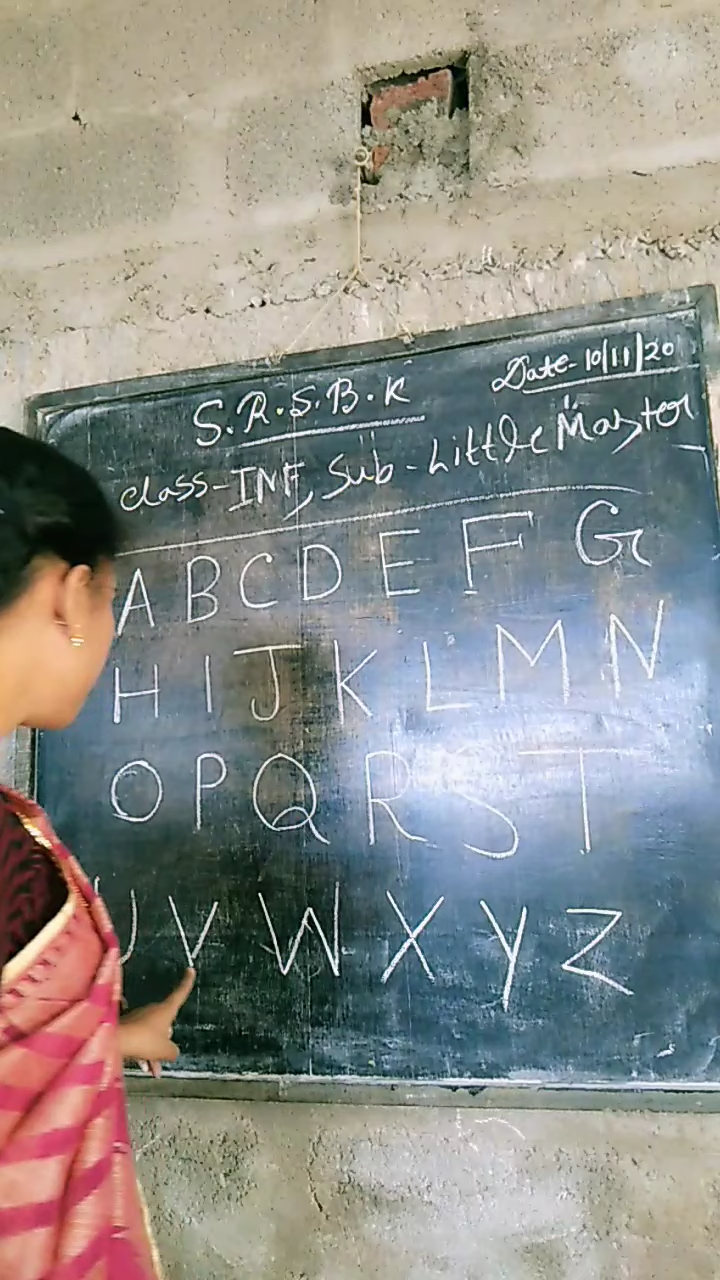 S.R.S.B.K
Date- 10/11/20
Class-INF, Sub-Little Master
A B C D E F G
H I J K L M N
O P Q R S T
U V W X Y Z